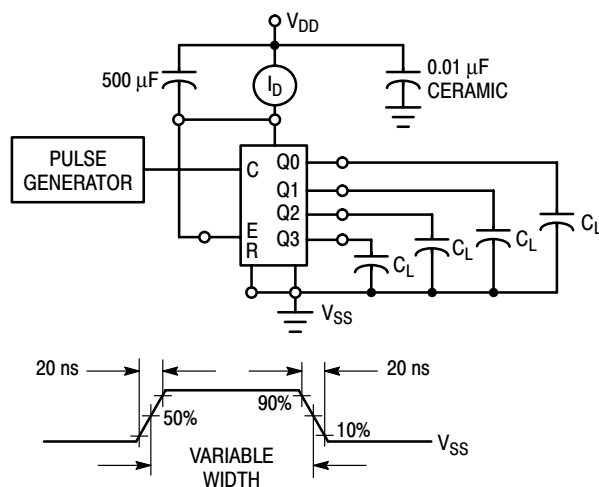 V_DD
500 μF
I_D
0.01 μF
CERAMIC
PULSE
GENERATOR
C
Q0
Q1
Q2
E
Q3
R
C_L
C_L
C_L
C_L
V_SS
20 ns
20 ns
50%
90%
10%
VARIABLE
WIDTH
V_SS